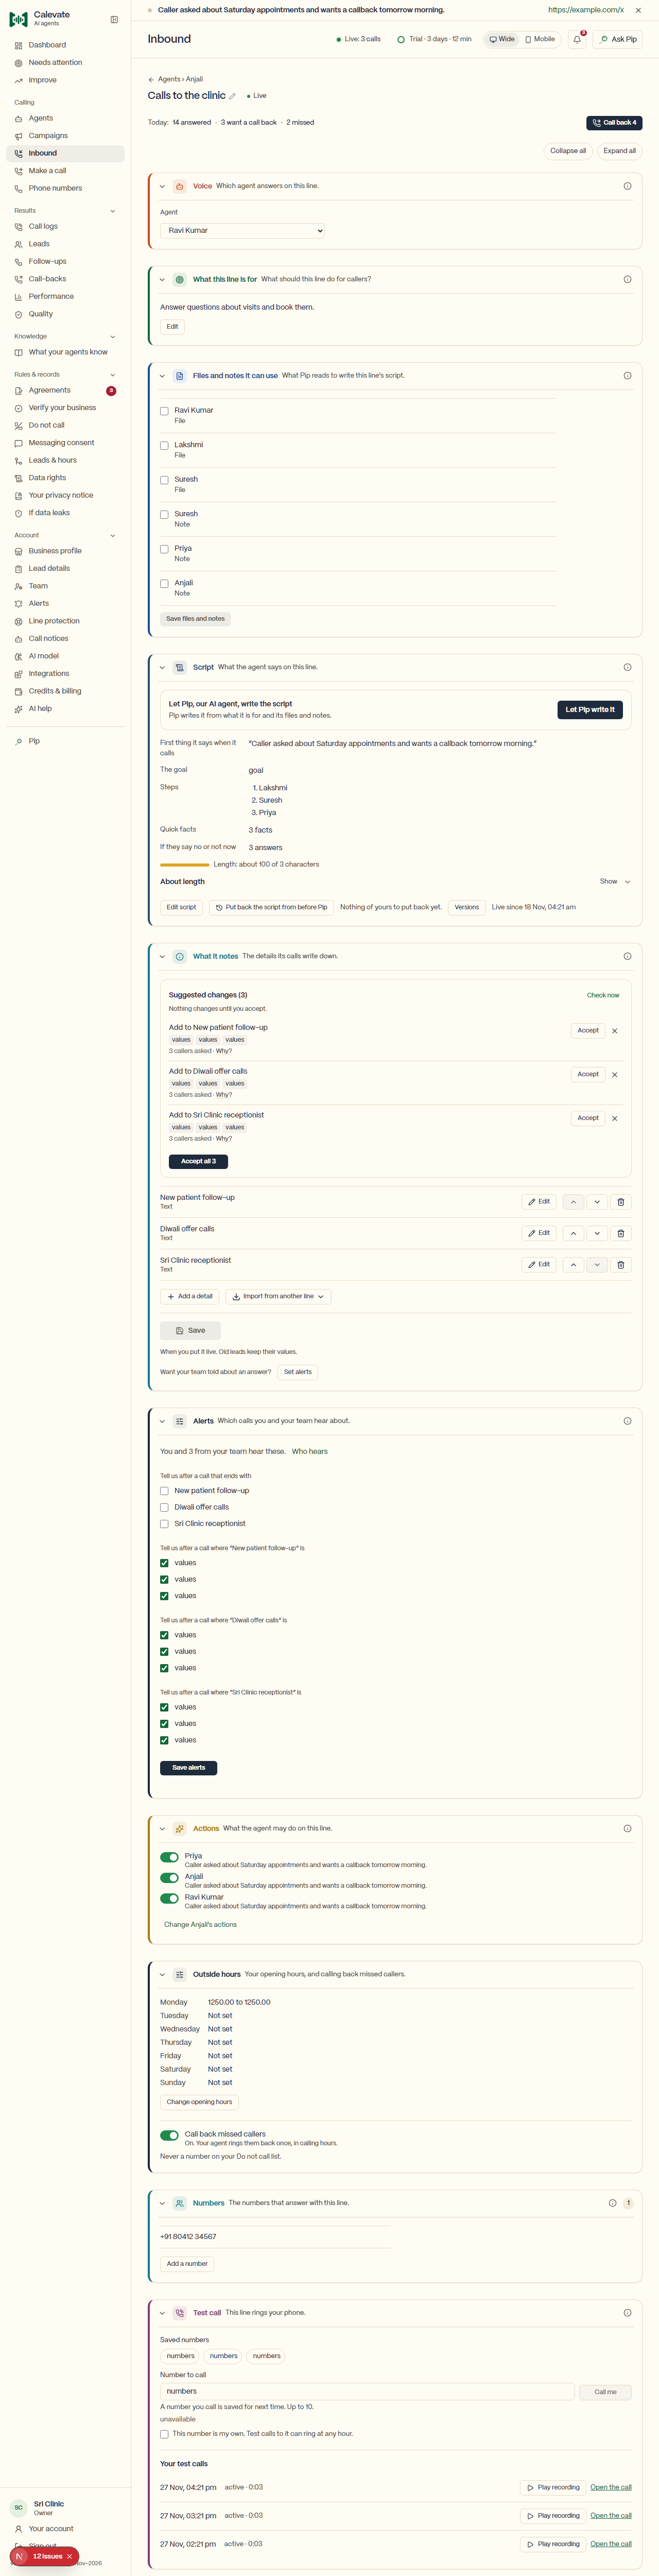 Caller asked about Saturday appointments and wants a callback tomorrow morning.
https://example.com/x
Calevate
AI agents
Dashboard
Needs attention
Improve
Calling
Agents
Campaigns
Inbound
Make a call
Phone numbers
Results
Call logs
Leads
Follow-ups
Call-backs
Performance
Quality
Knowledge
What your agents know
Rules & records
Agreements
3
Verify your business
Do not call
Messaging consent
Leads & hours
Data rights
Your privacy notice
If data leaks
Account
Business profile
Lead details
Team
Alerts
Line protection
Call notices
AI model
Integrations
Credits & billing
AI help
Pip
SC
Sri Clinic
Owner
Your account
Sign out
N
12 Issues
Nov-2026
Inbound
Live: 3 calls
Trial · 3 days · 12 min
Wide
Mobile
3
Ask Pip
Agents › Anjali
Calls to the clinic
Live
Today: 14 answered · 3 want a call back · 2 missed
Call back 4
Collapse all
Expand all
Voice Which agent answers on this line.
Agent
Ravi Kumar
What this line is for What should this line do for callers?
Answer questions about visits and book them.
Edit
Files and notes it can use What Pip reads to write this line's script.
Ravi Kumar
File
Lakshmi
File
Suresh
File
Suresh
Note
Priya
Note
Anjali
Note
Save files and notes
Script What the agent says on this line.
Let Pip, our AI agent, write the script
Pip writes it from what it is for and its files and notes.
Let Pip write it
First thing it says when it calls
"Caller asked about Saturday appointments and wants a callback tomorrow morning."
The goal
goal
Steps
1. Lakshmi
2. Suresh
3. Priya
Quick facts
3 facts
If they say no or not now
3 answers
Length: about 100 of 3 characters
About length
Show
Edit script
Put back the script from before Pip
Nothing of yours to put back yet.
Versions
Live since 18 Nov, 04:21 am
What it notes The details its calls write down.
Suggested changes (3)
Check now
Nothing changes until you accept.
Add to New patient follow-up
values values values
3 callers asked · Why?
Accept
Add to Diwali offer calls
values values values
3 callers asked · Why?
Accept
Add to Sri Clinic receptionist
values values values
3 callers asked · Why?
Accept
Accept all 3
New patient follow-up
Text
Edit
Diwali offer calls
Text
Edit
Sri Clinic receptionist
Text
Edit
Add a detail
Import from another line
Save
When you put it live. Old leads keep their values.
Want your team told about an answer?
Set alerts
Alerts Which calls you and your team hear about.
You and 3 from your team hear these. Who hears
Tell us after a call that ends with
New patient follow-up
Diwali offer calls
Sri Clinic receptionist
Tell us after a call where "New patient follow-up" is
values
values
values
Tell us after a call where "Diwali offer calls" is
values
values
values
Tell us after a call where "Sri Clinic receptionist" is
values
values
values
Save alerts
Actions What the agent may do on this line.
Priya
Caller asked about Saturday appointments and wants a callback tomorrow morning.
Anjali
Caller asked about Saturday appointments and wants a callback tomorrow morning.
Ravi Kumar
Caller asked about Saturday appointments and wants a callback tomorrow morning.
Change Anjali's actions
Outside hours Your opening hours, and calling back missed callers.
Monday 1250.00 to 1250.00
Tuesday Not set
Wednesday Not set
Thursday Not set
Friday Not set
Saturday Not set
Sunday Not set
Change opening hours
Call back missed callers
On. Your agent rings them back once, in calling hours.
Never a number on your Do not call list.
Numbers The numbers that answer with this line.
1
+91 80412 34567
Add a number
Test call This line rings your phone.
Saved numbers
numbers numbers numbers
Number to call
numbers
Call me
A number you call is saved for next time. Up to 10.
unavailable
This number is my own. Test calls to it can ring at any hour.
Your test calls
27 Nov, 04:21 pm active · 0:03
Play recording
Open the call
27 Nov, 03:21 pm active · 0:03
Play recording
Open the call
27 Nov, 02:21 pm active · 0:03
Play recording
Open the call